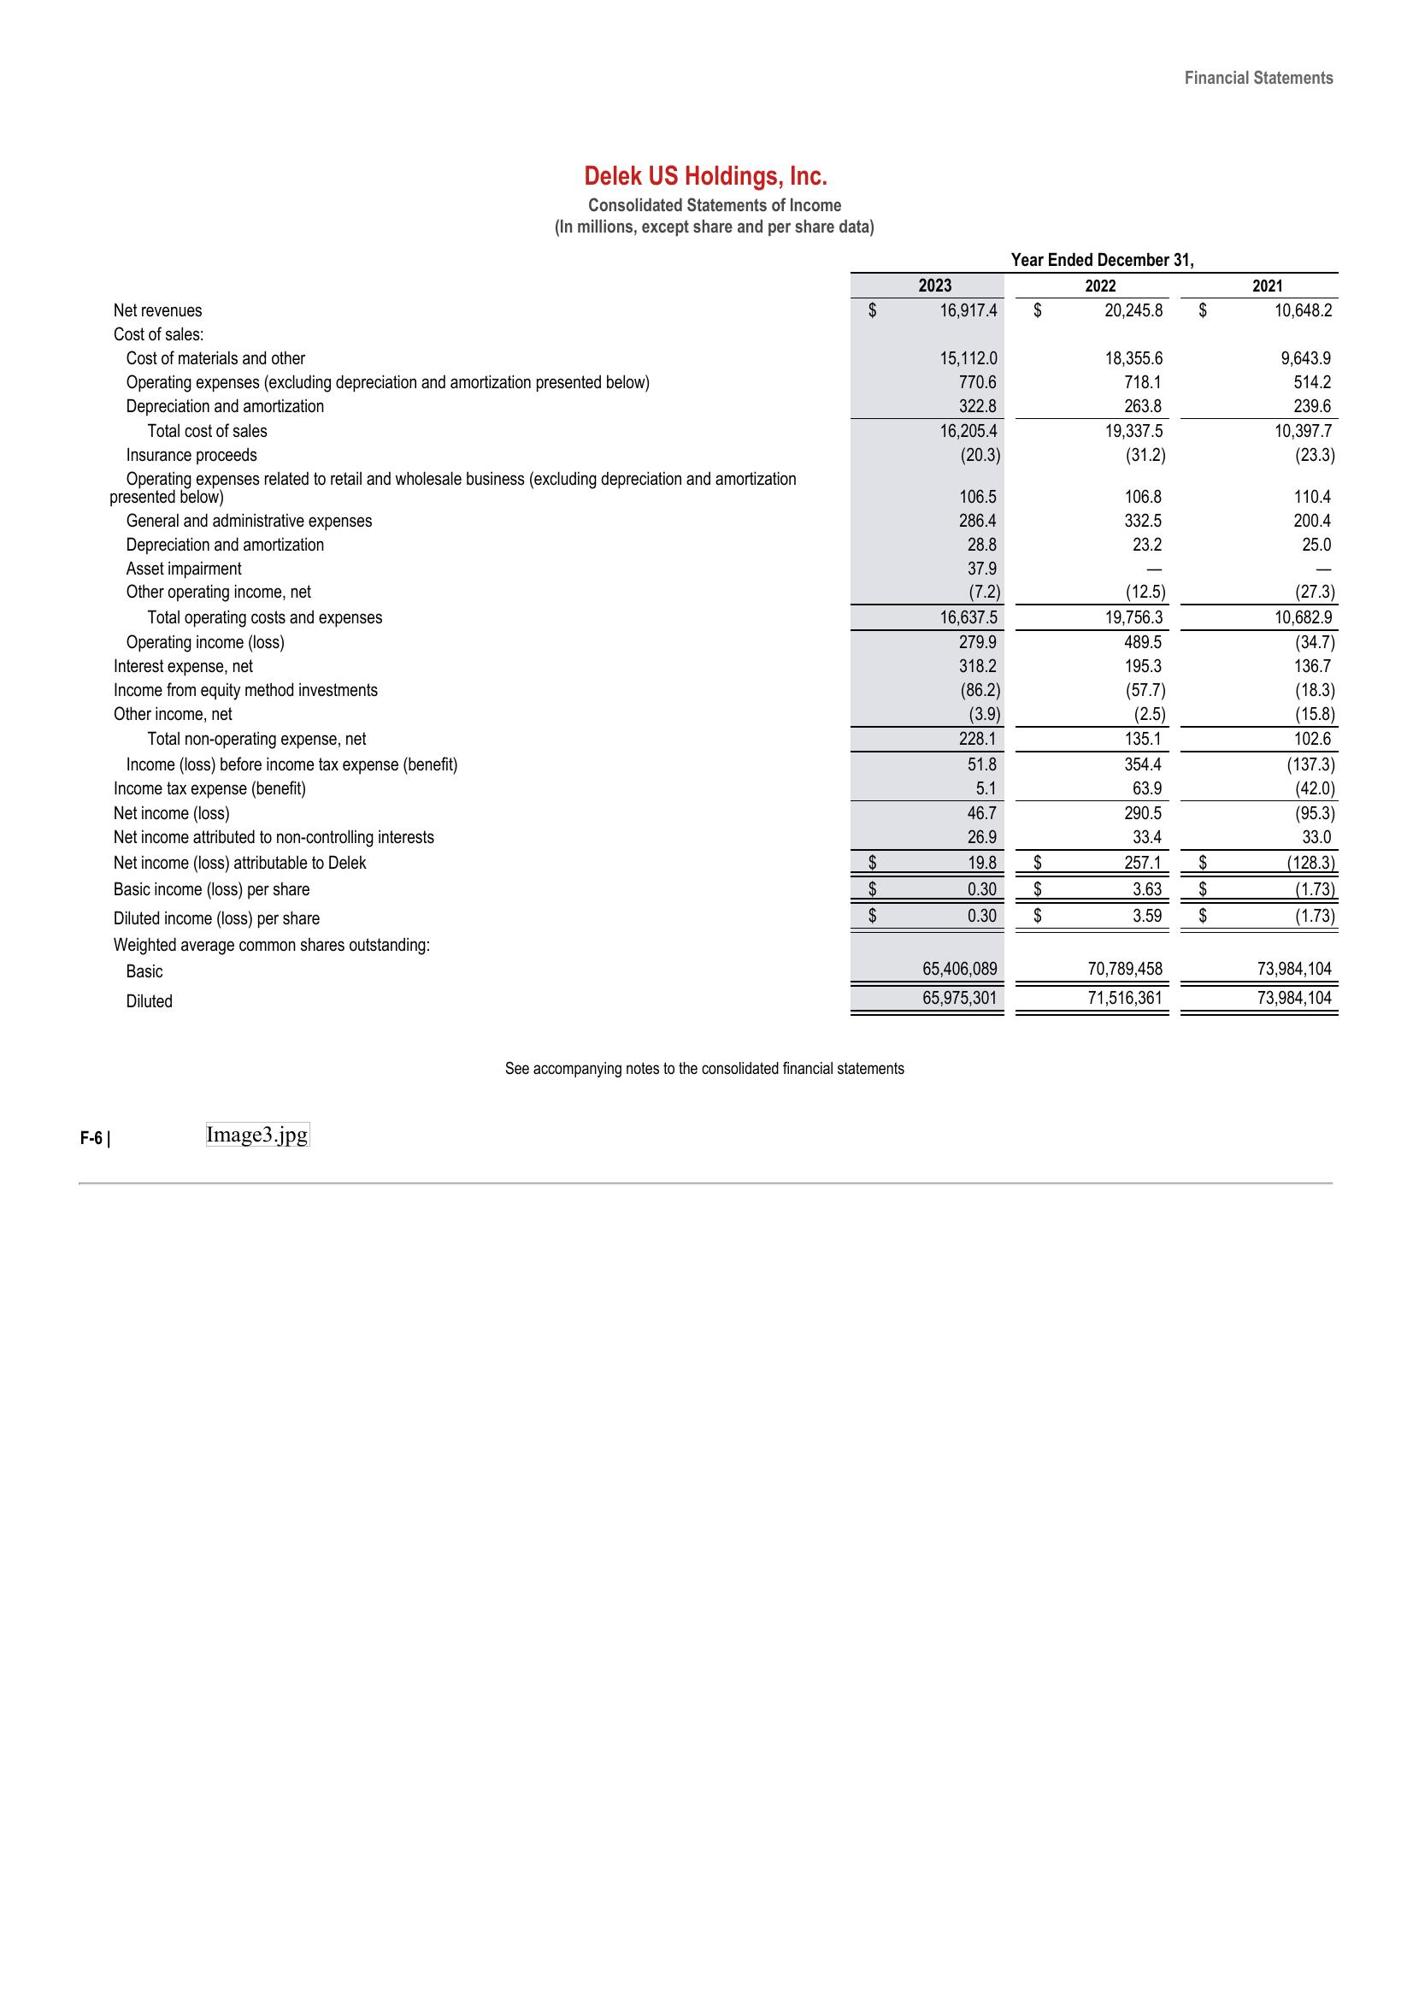 Financial Statements
Delek US Holdings, Inc.
Consolidated Statements of Income
(In millions, except share and per share data)
Year Ended December 31,
2023 2022 2021
Net revenues $ 16,917.4 $ 20,245.8 $ 10,648.2
Cost of sales:
Cost of materials and other 15,112.0 18,355.6 9,643.9
Operating expenses (excluding depreciation and amortization presented below) 770.6 718.1 514.2
Depreciation and amortization 322.8 263.8 239.6
Total cost of sales 16,205.4 19,337.5 10,397.7
Insurance proceeds (20.3) (31.2) (23.3)
Operating expenses related to retail and wholesale business (excluding depreciation and amortization
presented below) 106.5 106.8 110.4
General and administrative expenses 286.4 332.5 200.4
Depreciation and amortization 28.8 23.2 25.0
Asset impairment 37.9 — —
Other operating income, net (7.2) (12.5) (27.3)
Total operating costs and expenses 16,637.5 19,756.3 10,682.9
Operating income (loss) 279.9 489.5 (34.7)
Interest expense, net 318.2 195.3 136.7
Income from equity method investments (86.2) (57.7) (18.3)
Other income, net (3.9) (2.5) (15.8)
Total non-operating expense, net 228.1 135.1 102.6
Income (loss) before income tax expense (benefit) 51.8 354.4 (137.3)
Income tax expense (benefit) 5.1 63.9 (42.0)
Net income (loss) 46.7 290.5 (95.3)
Net income attributed to non-controlling interests 26.9 33.4 33.0
Net income (loss) attributable to Delek $ 19.8 $ 257.1 $ (128.3)
Basic income (loss) per share $ 0.30 $ 3.63 $ (1.73)
Diluted income (loss) per share $ 0.30 $ 3.59 $ (1.73)
Weighted average common shares outstanding:
Basic 65,406,089 70,789,458 73,984,104
Diluted 65,975,301 71,516,361 73,984,104
See accompanying notes to the consolidated financial statements
F-6 | Image3.jpg